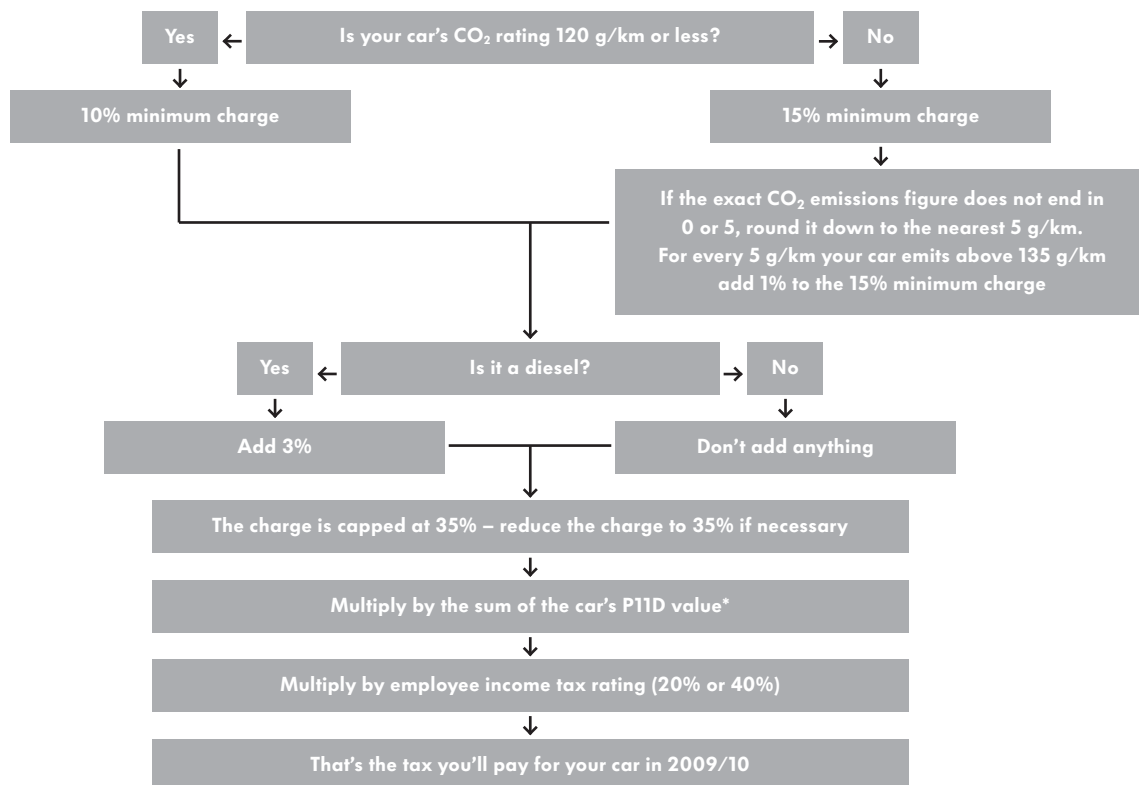 Yes
Is your car's CO₂ rating 120 g/km or less?
No
10% minimum charge
15% minimum charge
If the exact CO₂ emissions figure does not end in
0 or 5, round it down to the nearest 5 g/km.
For every 5 g/km your car emits above 135 g/km
add 1% to the 15% minimum charge
Yes
Is it a diesel?
No
Add 3%
Don't add anything
The charge is capped at 35% – reduce the charge to 35% if necessary
Multiply by the sum of the car's P11D value*
Multiply by employee income tax rating (20% or 40%)
That's the tax you'll pay for your car in 2009/10